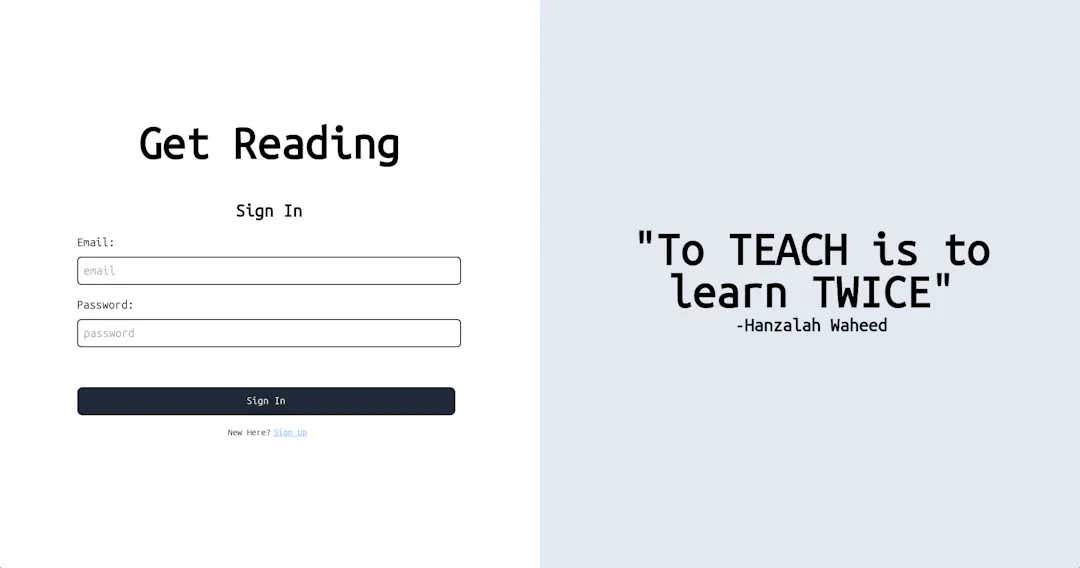 Get Reading
Sign In
Email:
email
Password:
password
Sign In
New Here? Sign Up
"To TEACH is to
learn TWICE"
-Hanzalah Waheed